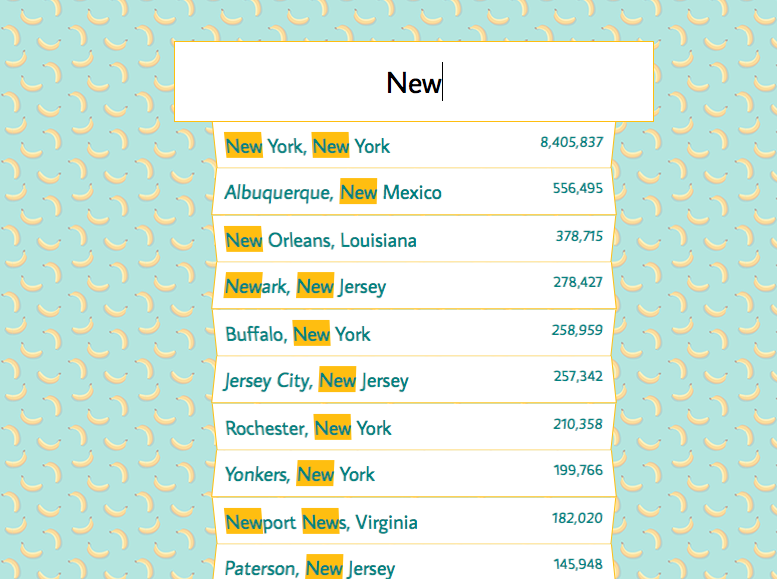 New
New York, New York 8,405,837
Albuquerque, New Mexico 556,495
New Orleans, Louisiana 378,715
Newark, New Jersey 278,427
Buffalo, New York 258,959
Jersey City, New Jersey 257,342
Rochester, New York 210,358
Yonkers, New York 199,766
Newport News, Virginia 182,020
Paterson, New Jersey 145,948